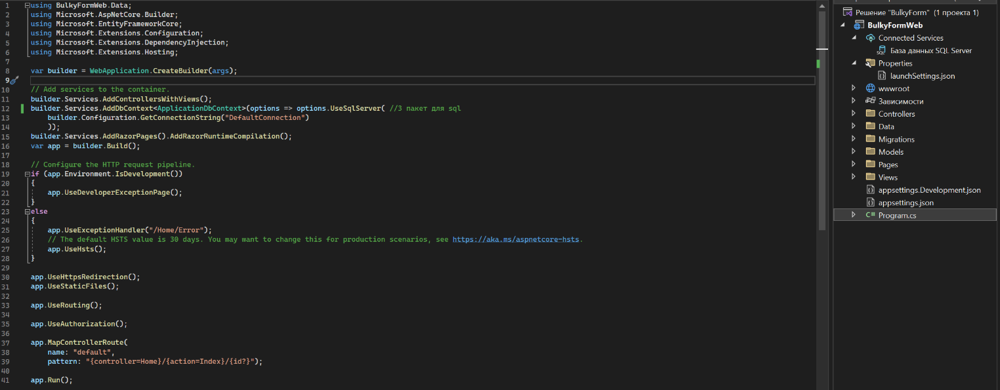 1 using BulkyFormWeb.Data;
2 using Microsoft.AspNetCore.Builder;
3 using Microsoft.EntityFrameworkCore;
4 using Microsoft.Extensions.Configuration;
5 using Microsoft.Extensions.DependencyInjection;
6 using Microsoft.Extensions.Hosting;
7
8 var builder = WebApplication.CreateBuilder(args);
9
10 // Add services to the container.
11 builder.Services.AddControllersWithViews();
12 builder.Services.AddDbContext<ApplicationDbContext>(options => options.UseSqlServer( //3 пакет для sql
13 builder.Configuration.GetConnectionString("DefaultConnection")
14 ));
15 builder.Services.AddRazorPages().AddRazorRuntimeCompilation();
16 var app = builder.Build();
17
18 // Configure the HTTP request pipeline.
19 if (app.Environment.IsDevelopment())
20 {
21 app.UseDeveloperExceptionPage();
22 }
23 else
24 {
25 app.UseExceptionHandler("/Home/Error");
26 // The default HSTS value is 30 days. You may want to change this for production scenarios, see https://aka.ms/aspnetcore-hsts.
27 app.UseHsts();
28 }
29
30 app.UseHttpsRedirection();
31 app.UseStaticFiles();
32
33 app.UseRouting();
34
35 app.UseAuthorization();
36
37 app.MapControllerRoute(
38 name: "default",
39 pattern: "{controller=Home}/{action=Index}/{id?}");
40
41 app.Run();
Решение "BulkyForm" (1 проекта 1)
BulkyFormWeb
Connected Services
SQL База данных SQL Server
Properties
launchSettings.json
wwwroot
Зависимости
Controllers
Data
Migrations
Models
Pages
Views
appsettings.Development.json
appsettings.json
C# Program.cs